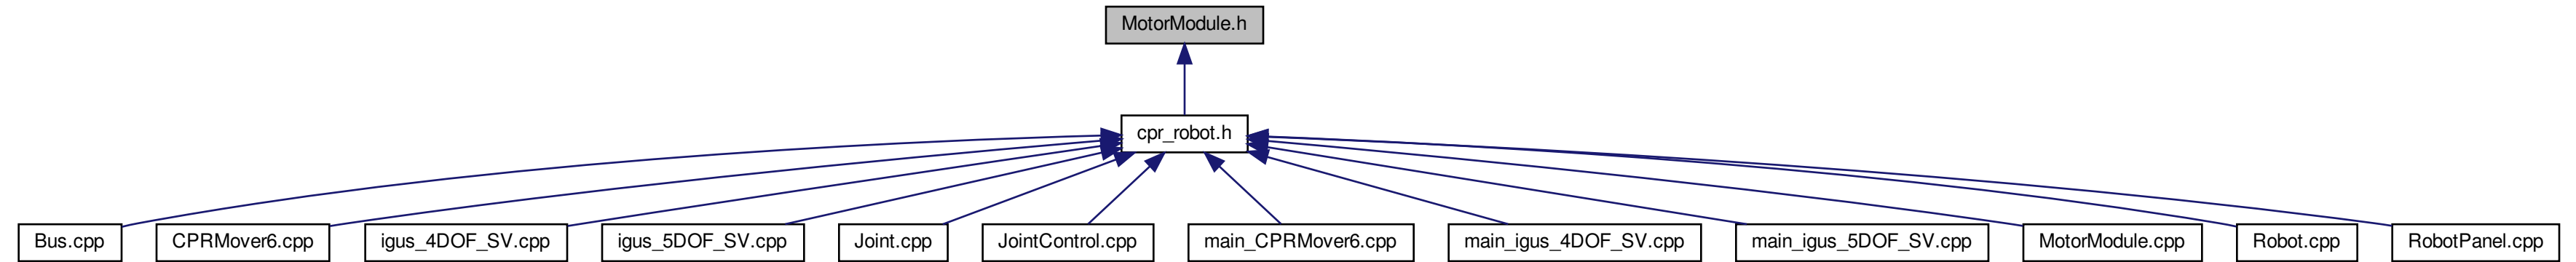 MotorModule.h
cpr_robot.h
Bus.cpp
CPRMover6.cpp
igus_4DOF_SV.cpp
igus_5DOF_SV.cpp
Joint.cpp
JointControl.cpp
main_CPRMover6.cpp
main_igus_4DOF_SV.cpp
main_igus_5DOF_SV.cpp
MotorModule.cpp
Robot.cpp
RobotPanel.cpp